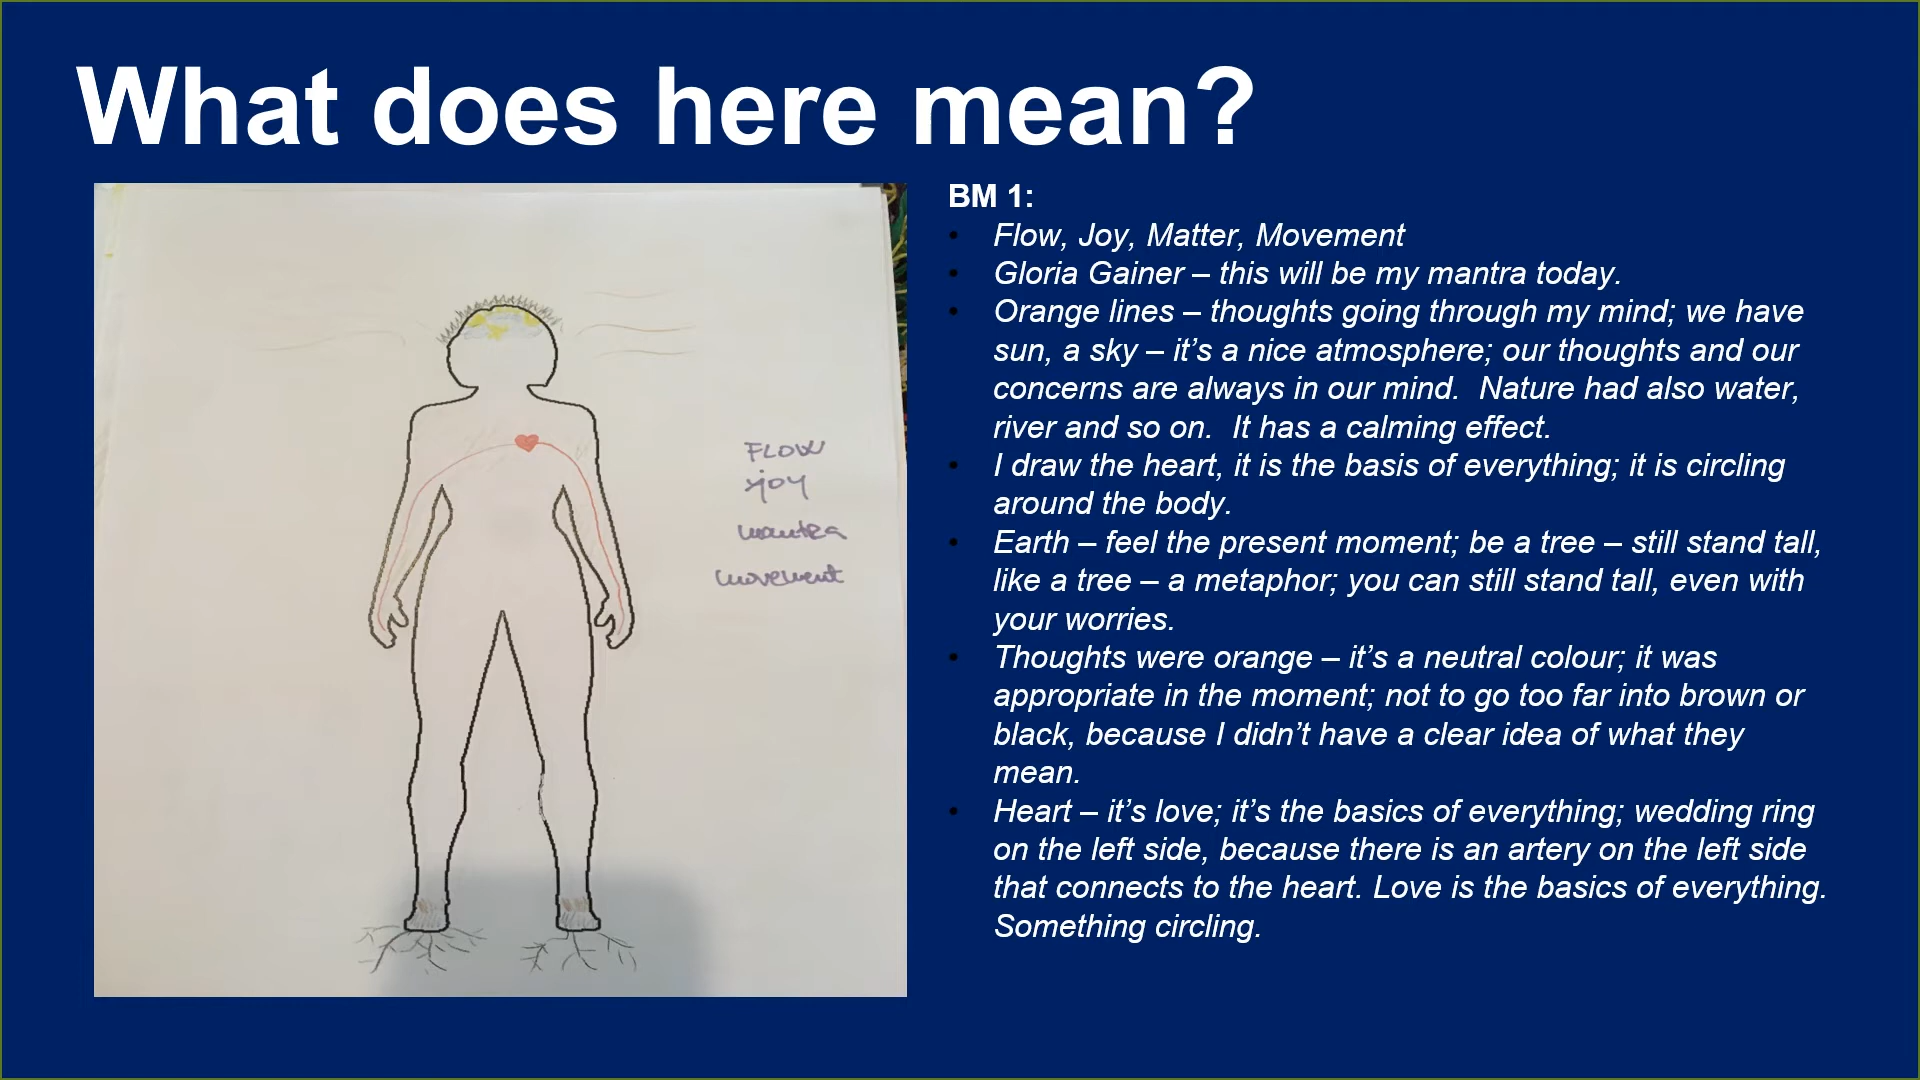 What does here mean?
FLOW
joy
mantra
movement
BM 1:
• Flow, Joy, Matter, Movement
• Gloria Gainer – this will be my mantra today.
• Orange lines – thoughts going through my mind; we have
sun, a sky – it’s a nice atmosphere; our thoughts and our
concerns are always in our mind.  Nature had also water,
river and so on.  It has a calming effect.
• I draw the heart, it is the basis of everything; it is circling
around the body.
• Earth – feel the present moment; be a tree – still stand tall,
like a tree – a metaphor; you can still stand tall, even with
your worries.
• Thoughts were orange – it’s a neutral colour; it was
appropriate in the moment; not to go too far into brown or
black, because I didn’t have a clear idea of what they
mean.
• Heart – it’s love; it’s the basics of everything; wedding ring
on the left side, because there is an artery on the left side
that connects to the heart. Love is the basics of everything.
Something circling.